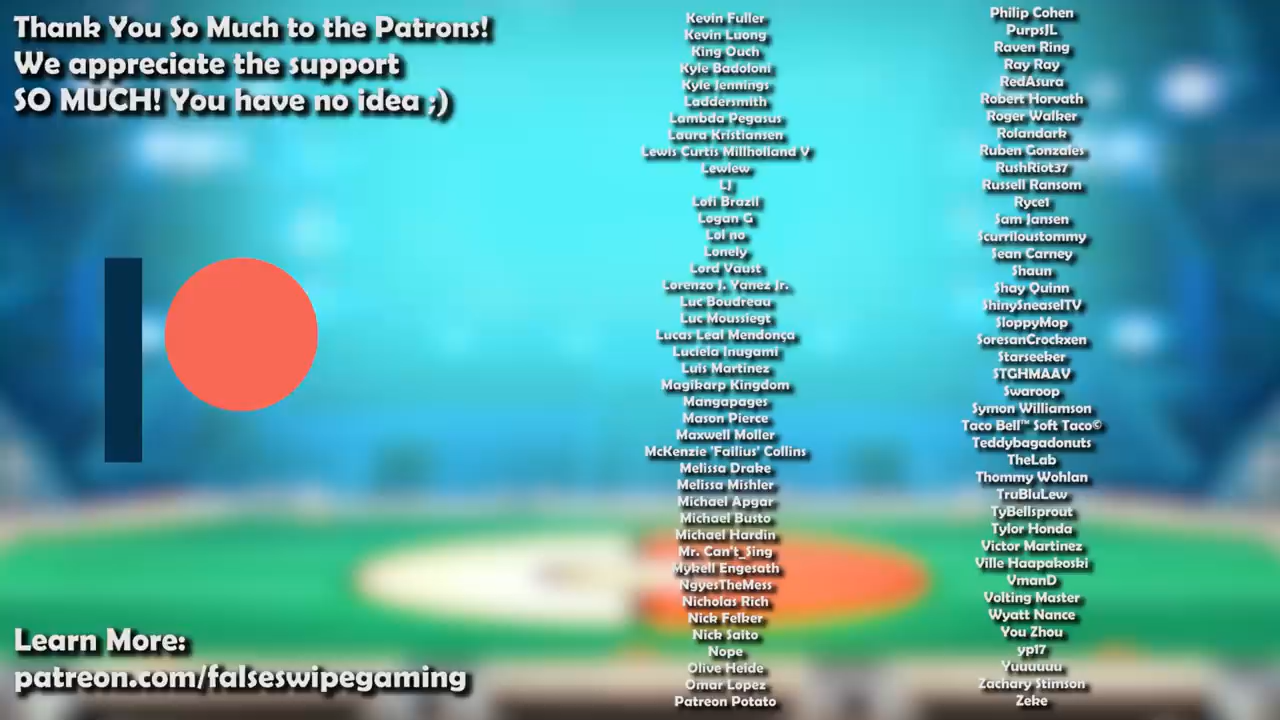 Thank You So Much to the Patrons!
We appreciate the support
SO MUCH! You have no idea ;)
Learn More:
patreon.com/falseswipegaming
Kevin Fuller
Kevin Luong
King Ouch
Kyle Badoloni
Kyle Jennings
Laddersmith
Lambda Pegasus
Laura Kristiansen
Lewis Curtis Millholland V
Lewiew
LJ
Lofi Brazil
Logan G
Lol no
Lonely
Lord Vaust
Lorenzo J. Yanez Jr.
Luc Boudreau
Luc Moussiegt
Lucas Leal Mendonça
Luciela Inugami
Luis Martinez
Magikarp Kingdom
Mangapages
Mason Pierce
Maxwell Moller
McKenzie 'Failius' Collins
Melissa Drake
Melissa Mishler
Michael Apgar
Michael Busto
Michael Hardin
Mr. Can't_Sing
Mykell Engesath
NgyesTheMess
Nicholas Rich
Nick Felker
Nick Saito
Nope
Olive Heide
Omar Lopez
Patreon Potato
Philip Cohen
PurpsJL
Raven Ring
Ray Ray
RedAsura
Robert Horvath
Roger Walker
Rolandark
Ruben Gonzales
RushRiot37
Russell Ransom
Ryce1
Sam Jansen
Scurriloustommy
Sean Carney
Shaun
Shay Quinn
ShinySneaselTV
SloppyMop
SoresanCrockxen
Starseeker
STGHMAAV
Swaroop
Symon Williamson
Taco Bell™ Soft Taco©
Teddybagadonuts
TheLab
Thommy Wohlan
TruBluLew
TyBellsprout
Tylor Honda
Victor Martinez
Ville Haapakoski
VmanD
Volting Master
Wyatt Nance
You Zhou
yp17
Yuuuuuu
Zachary Stimson
Zeke